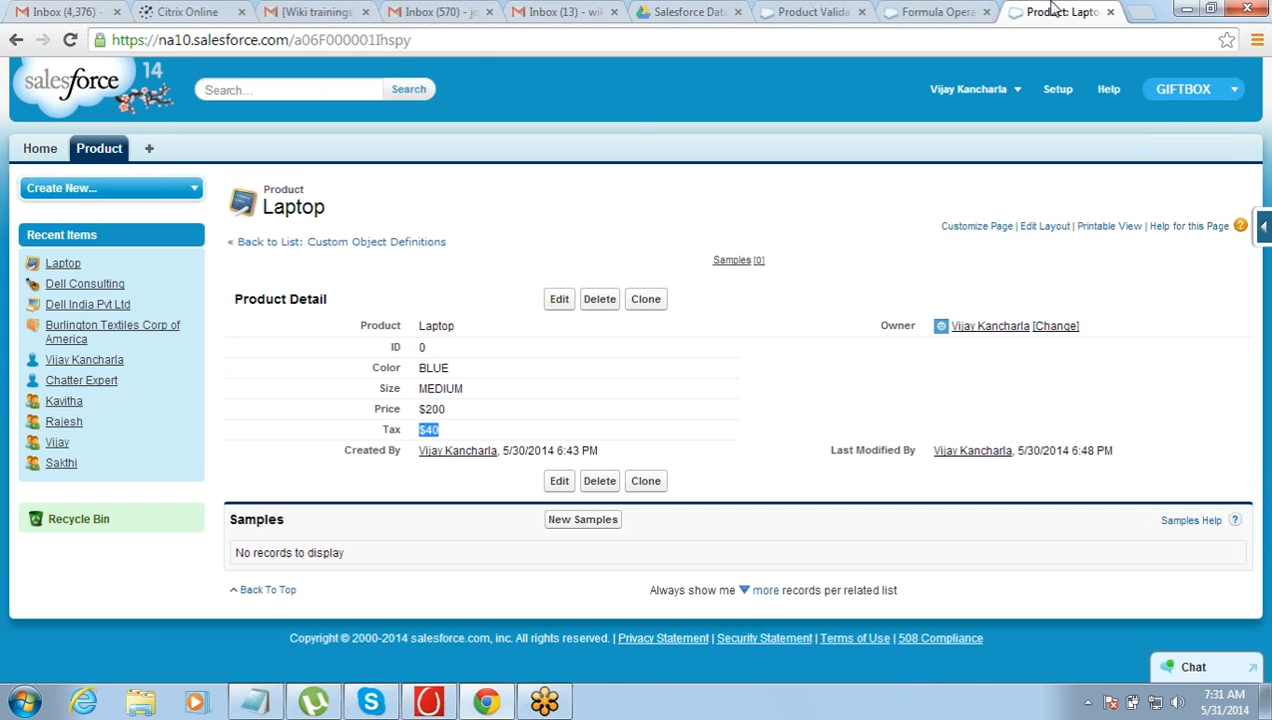 Inbox (4,376) -
Citrix Online
[Wiki trainings
Inbox (570) - jo
Inbox (13) - wik
Salesforce Data
Product Valida
Formula Opera
Product: Lapto
https://na10.salesforce.com/a06F000001Ihspy
salesforce 14
Search...
Search
Vijay Kancharla
Setup
Help
GIFTBOX
Home
Product
Create New...
Recent Items
Laptop
Dell Consulting
Dell India Pvt Ltd
Burlington Textiles Corp of
America
Vijay Kancharla
Chatter Expert
Kavitha
Rajesh
Vijay
Sakthi
Recycle Bin
Product
Laptop
Customize Page | Edit Layout | Printable View | Help for this Page ?
« Back to List: Custom Object Definitions
Samples [0]
Product Detail
Edit
Delete
Clone
Product Laptop
Owner Vijay Kancharla [Change]
ID 0
Color BLUE
Size MEDIUM
Price $200
Tax $40
Created By Vijay Kancharla, 5/30/2014 6:43 PM
Last Modified By Vijay Kancharla, 5/30/2014 6:48 PM
Edit
Delete
Clone
Samples
New Samples
Samples Help ?
No records to display
Back To Top
Always show me more records per related list
Copyright © 2000-2014 salesforce.com, inc. All rights reserved. | Privacy Statement | Security Statement | Terms of Use | 508 Compliance
Chat
7:31 AM
5/31/2014